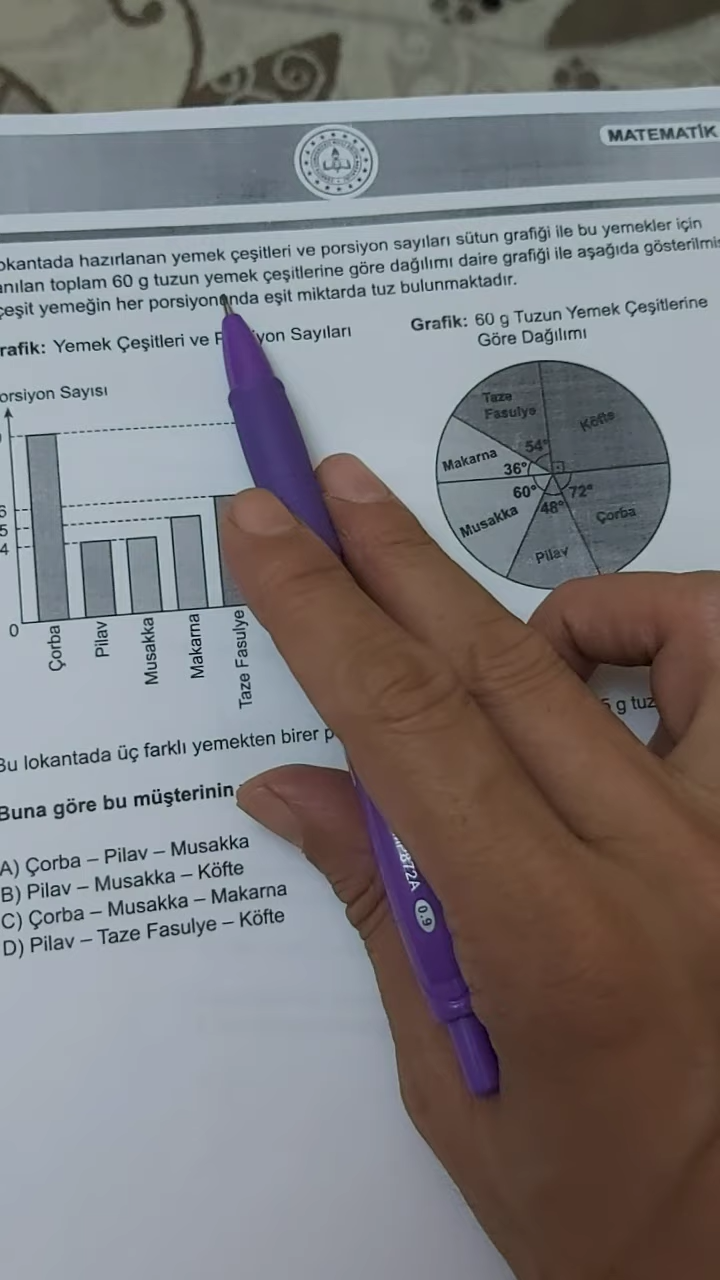 MATEMATİK
okantada hazırlanan yemek çeşitleri ve porsiyon sayıları sütun grafiği ile bu yemekler için
anılan toplam 60 g tuzun yemek çeşitlerine göre dağılımı daire grafiği ile aşağıda gösterilmiş
çeşit yemeğin her porsiyonunda eşit miktarda tuz bulunmaktadır.
rafik: Yemek Çeşitleri ve P yon Sayıları
orsiyon Sayısı
6
5
4
0
Çorba
Pilav
Musakka
Makarna
Taze Fasulye
Grafik: 60 g Tuzun Yemek Çeşitlerine
Göre Dağılımı
Taze
Fasulye
Köfte
54°
Makarna
36°
60°
72°
48°
Musakka
Çorba
Pilav
Bu lokantada üç farklı yemekten birer p
5 g tuz
Buna göre bu müşterinin
A) Çorba – Pilav – Musakka
B) Pilav – Musakka – Köfte
C) Çorba – Musakka – Makarna
D) Pilav – Taze Fasulye – Köfte
0.9